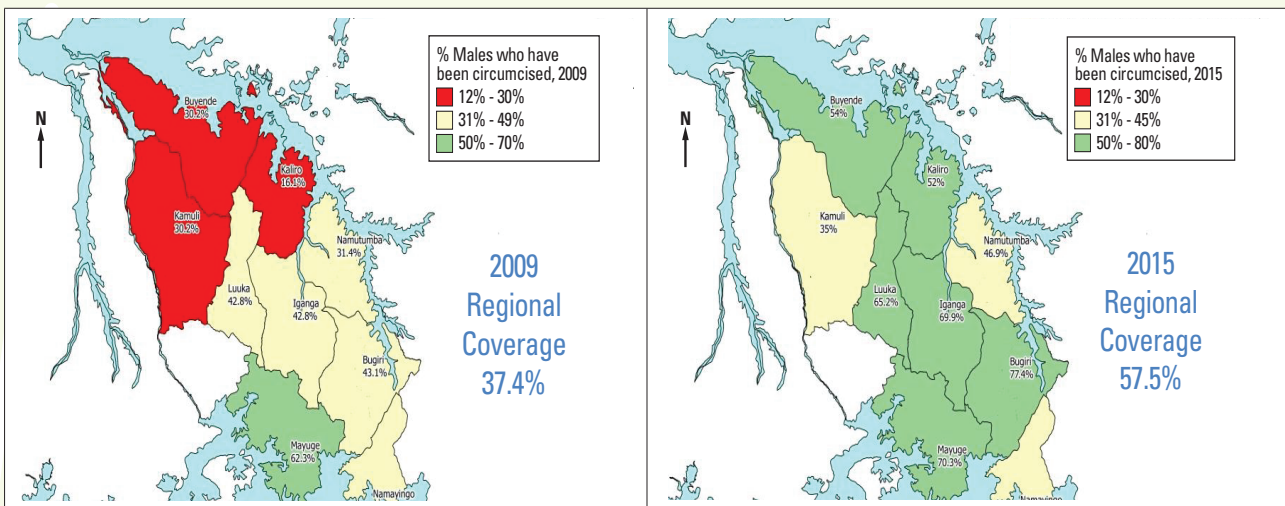 % Males who have
been circumcised, 2009
12% - 30%
31% - 49%
50% - 70%
N
Buyende
30.2%
Kaliro
16.1%
Kamuli
30.2%
Namutumba
31.4%
Luuka
42.8%
Iganga
42.8%
Bugiri
43.1%
Mayuge
62.3%
Namayingo
2009
Regional
Coverage
37.4%
% Males who have
been circumcised, 2015
12% - 30%
31% - 45%
50% - 80%
N
Buyende
54%
Kaliro
52%
Kamuli
35%
Namutumba
46.9%
Luuka
65.2%
Iganga
69.9%
Bugiri
77.4%
Mayuge
70.3%
Namayingo
2015
Regional
Coverage
57.5%